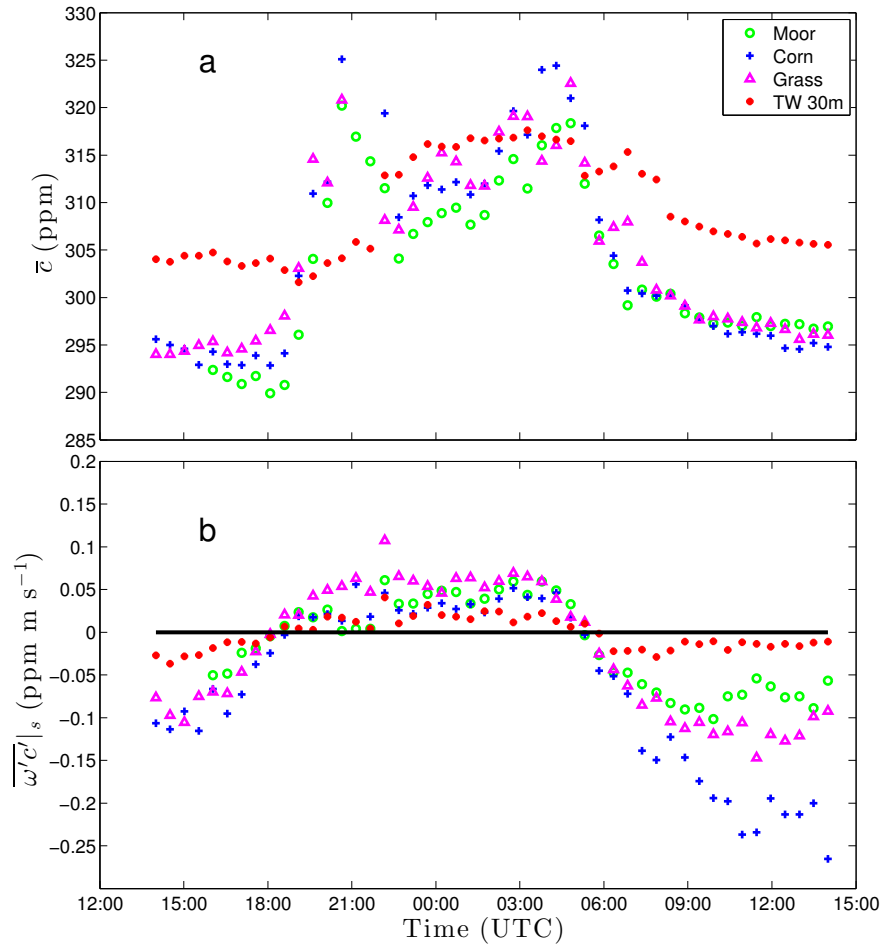 330
325
320
315
310
305
300
295
290
285
c (ppm)
a
Moor
Corn
Grass
TW 30m
0.2
0.15
0.1
0.05
0
−0.05
−0.1
−0.15
−0.2
−0.25
ω′c′|s (ppm m s⁻¹)
b
12:00 15:00 18:00 21:00 00:00 03:00 06:00 09:00 12:00 15:00
Time (UTC)